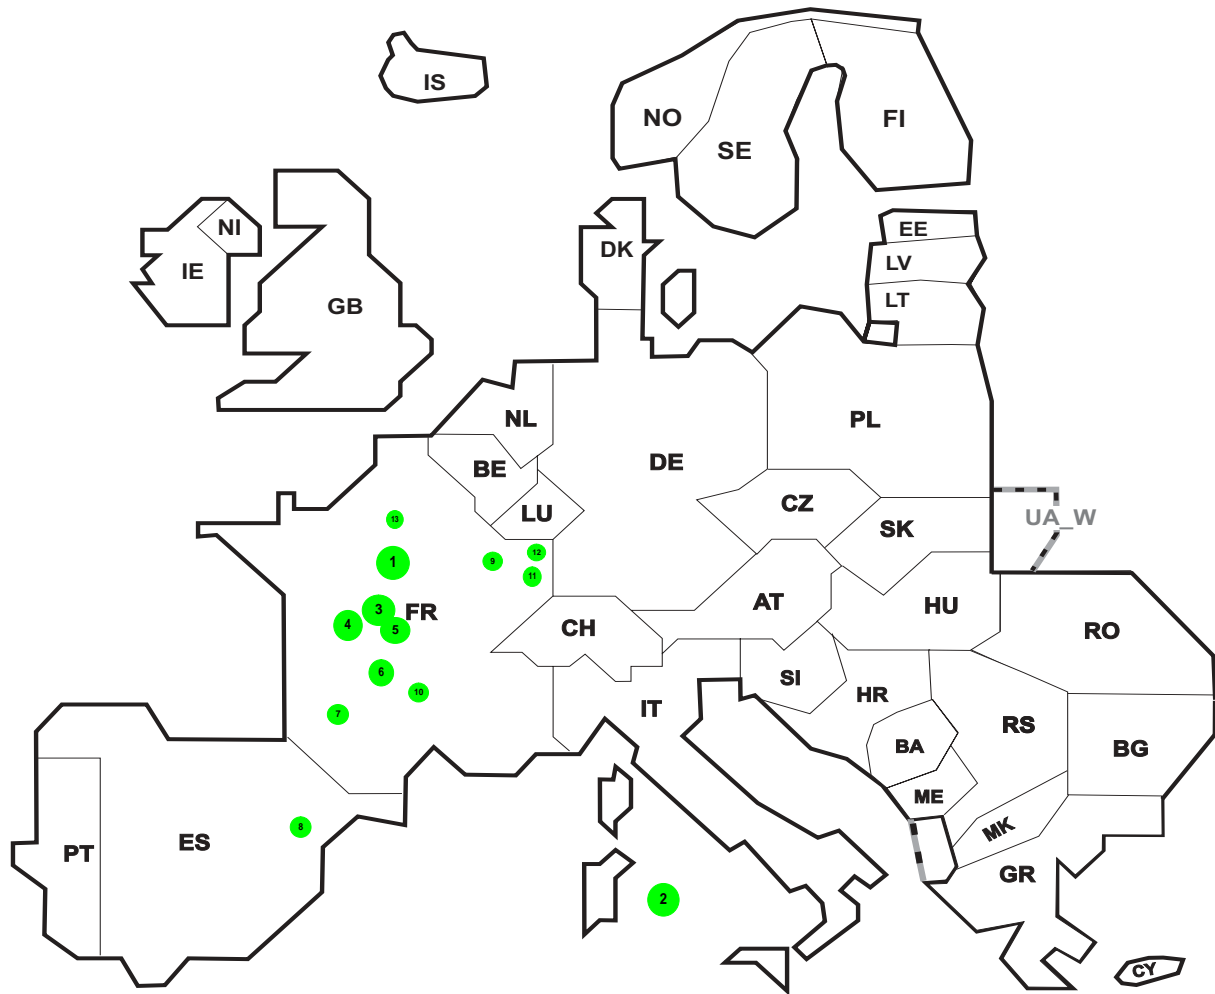 IS
NO
SE
FI
NI
IE
GB
DK
EE
LV
LT
NL
BE
LU
DE
PL
CZ
SK
UA_W
13
1
9
12
11
3
FR
4
5
6
10
7
CH
AT
HU
RO
SI
HR
IT
RS
BA
BG
ME
MK
GR
PT
ES
8
2
CY